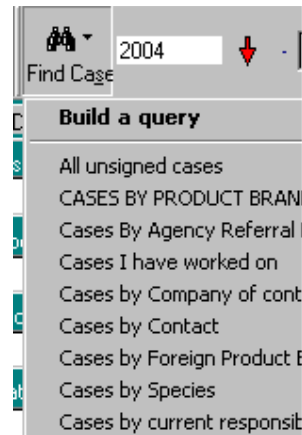 2004
Find Case
Build a query
All unsigned cases
CASES BY PRODUCT BRAN
Cases By Agency Referral
Cases I have worked on
Cases by Company of cont
Cases by Contact
Cases by Foreign Product
Cases by Species
Cases by current responsib